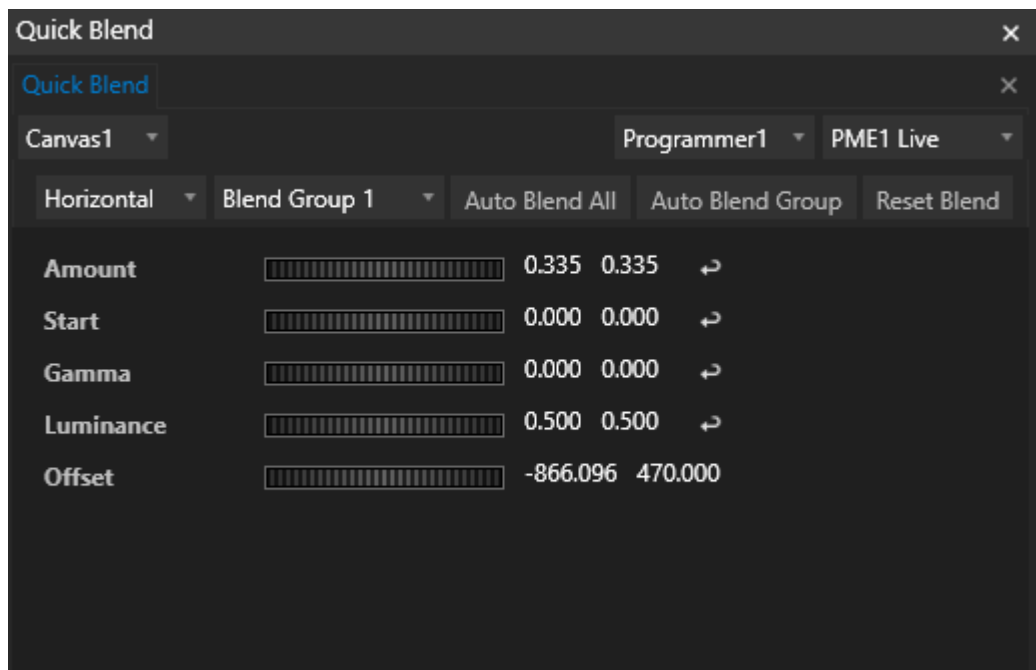 Quick Blend
Quick Blend
Canvas1 Programmer1 PME1 Live
Horizontal Blend Group 1 Auto Blend All Auto Blend Group Reset Blend
Amount 0.335 0.335
Start 0.000 0.000
Gamma 0.000 0.000
Luminance 0.500 0.500
Offset -866.096 470.000